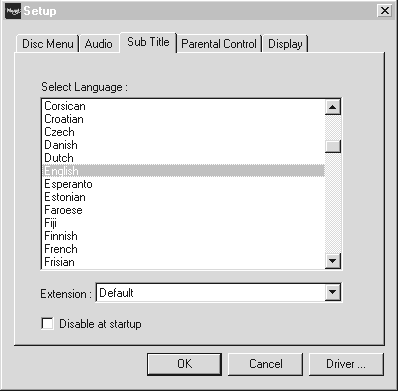 Setup
Disc Menu Audio Sub Title Parental Control Display
Select Language :
Corsican
Croatian
Czech
Danish
Dutch
English
Esperanto
Estonian
Faroese
Fiji
Finnish
French
Frisian
Extension : Default
Disable at startup
OK Cancel Driver ...